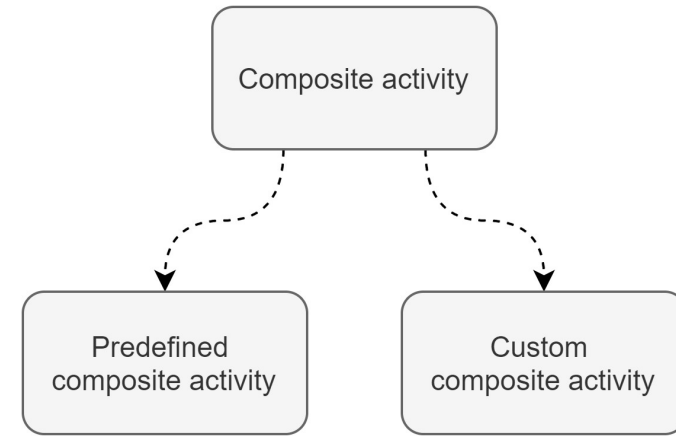 Composite activity
Predefined
composite activity
Custom
composite activity